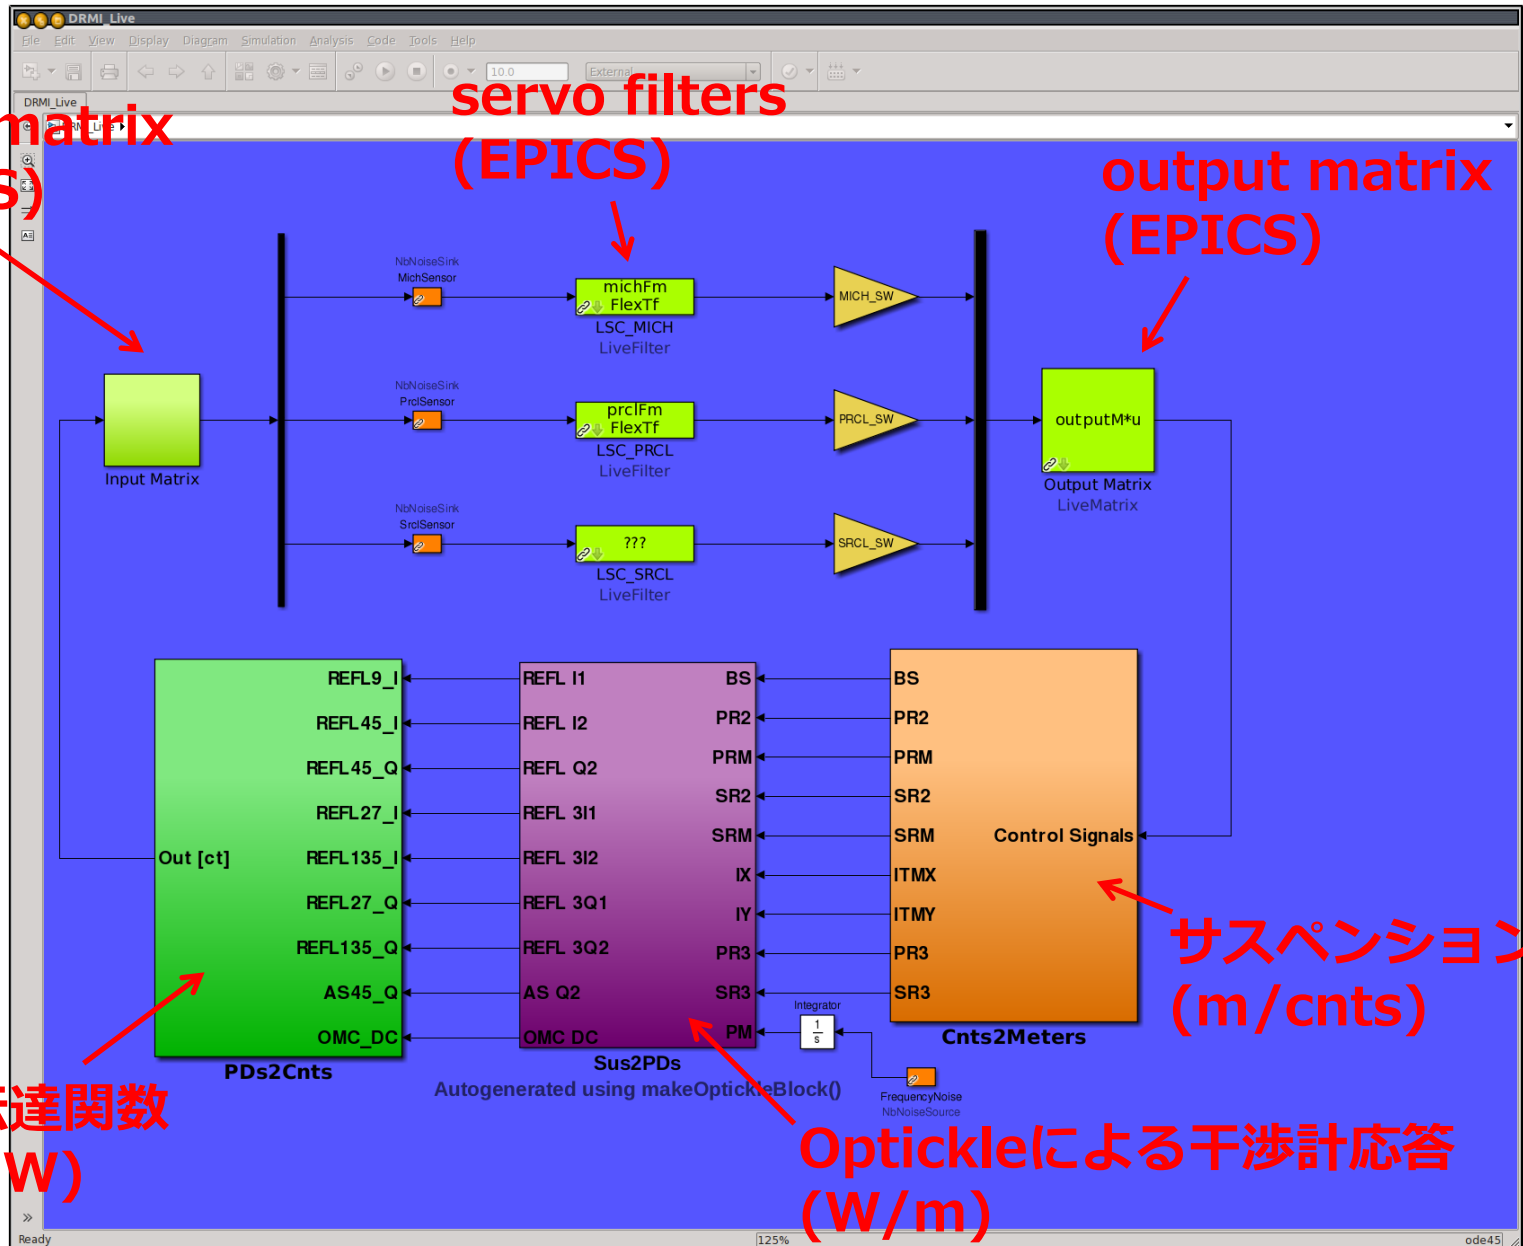 DRMI_Live
File Edit View Display Diagram Simulation Analysis Code Tools Help
10.0 External
DRMI_Live
DRMI_Live
matrix
S)
servo filters
(EPICS)
output matrix
(EPICS)
NbNoiseSink
MichSensor
michFm
FlexTf
LSC_MICH
LiveFilter
MICH_SW
NbNoiseSink
PrclSensor
prclFm
FlexTf
LSC_PRCL
LiveFilter
PRCL_SW
NbNoiseSink
SrclSensor
???
LSC_SRCL
LiveFilter
SRCL_SW
Input Matrix
outputM*u
Output Matrix
LiveMatrix
REFL9_I
REFL45_I
REFL45_Q
REFL27_I
REFL135_I
REFL27_Q
REFL135_Q
AS45_Q
OMC_DC
Out [ct]
PDs2Cnts
REFL I1
REFL I2
REFL Q2
REFL 3I1
REFL 3I2
REFL 3Q1
REFL 3Q2
AS Q2
OMC DC
BS
PR2
PRM
SR2
SRM
IX
IY
PR3
SR3
PM
Sus2PDs
Autogenerated using makeOptickleBlock()
BS
PR2
PRM
SR2
SRM
ITMX
ITMY
PR3
SR3
Control Signals
Cnts2Meters
Integrator
1
s
FrequencyNoise
NbNoiseSource
サスペンション
(m/cnts)
達関数
W)
Optickleによる干渉計応答
(W/m)
Ready 125% ode45